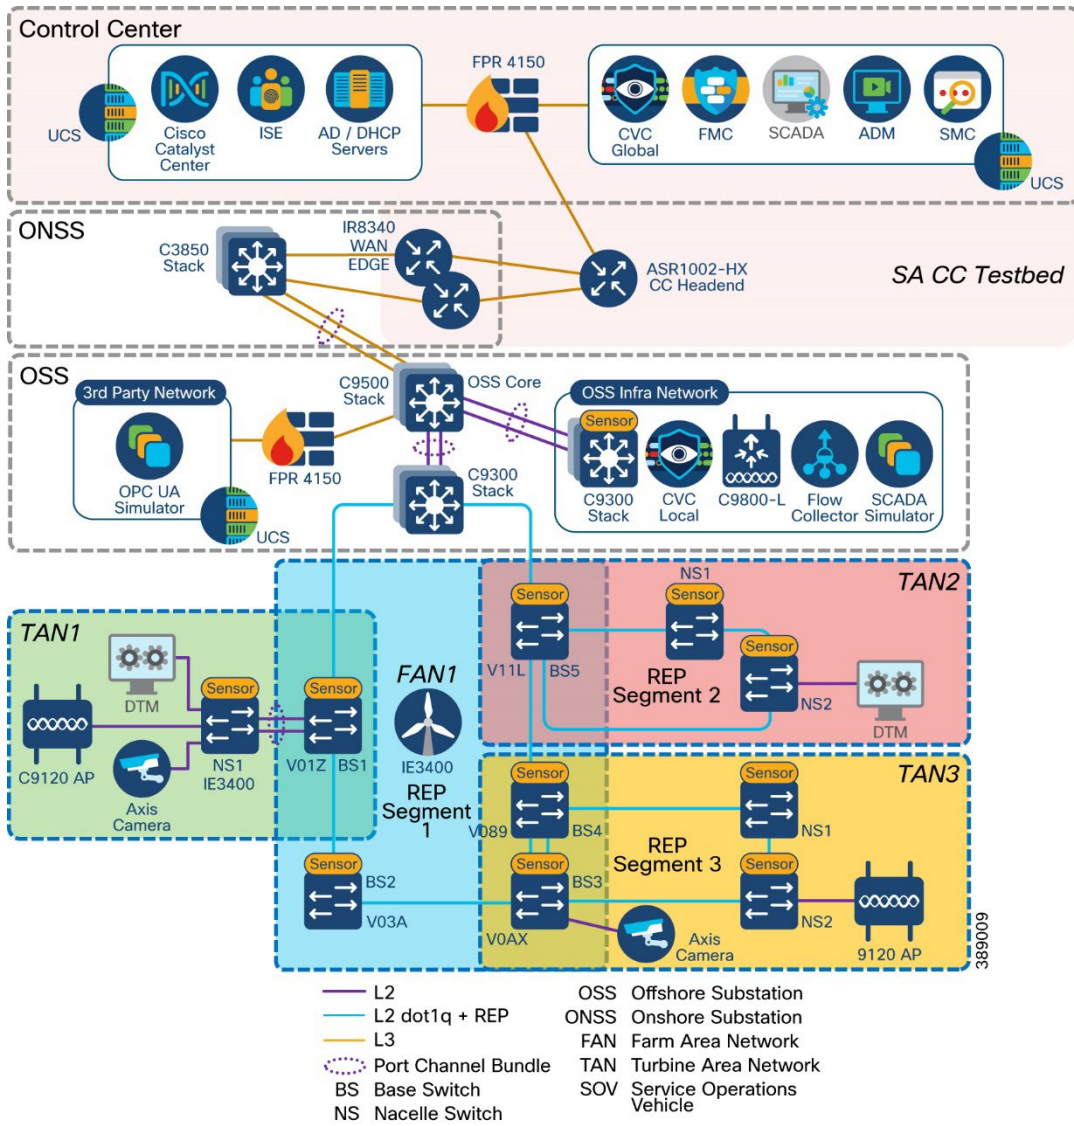 Control Center
FPR 4150
UCS
Cisco
Catalyst
Center
ISE
AD / DHCP
Servers
CVC
Global
FMC
SCADA
ADM
SMC
UCS
ONSS
C3850
Stack
IR8340
WAN
EDGE
ASR1002-HX
CC Headend
SA CC Testbed
OSS
C9500
Stack
OSS Core
3rd Party Network
OPC UA
Simulator
UCS
FPR 4150
C9300
Stack
OSS Infra Network
Sensor
C9300
Stack
CVC
Local
C9800-L
Flow
Collector
SCADA
Simulator
TAN1
DTM
C9120 AP
Axis
Camera
Sensor
NS1
IE3400
Sensor
V01Z
BS1
FAN1
IE3400
REP
Segment
1
Sensor
BS2
V03A
TAN2
Sensor
V11L
BS5
NS1
Sensor
REP
Segment 2
Sensor
NS2
DTM
TAN3
Sensor
V089
BS4
Sensor
NS1
REP
Segment 3
Sensor
BS3
V0AX
Axis
Camera
Sensor
NS2
9120 AP
389009
L2
L2 dot1q + REP
L3
Port Channel Bundle
BS Base Switch
NS Nacelle Switch
OSS Offshore Substation
ONSS Onshore Substation
FAN Farm Area Network
TAN Turbine Area Network
SOV Service Operations
Vehicle